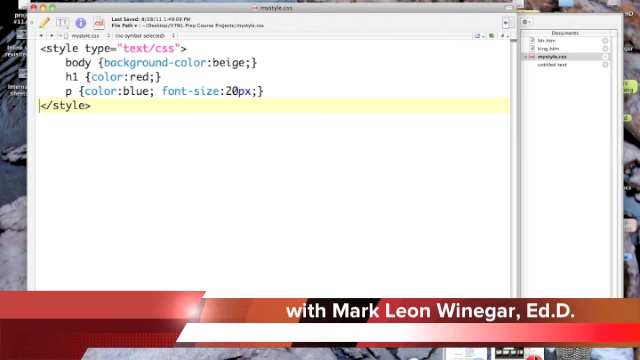 mystyle.css
Last Saved: 8/28/11 1:49:09 PM
File Path ▾ : ~/Desktop/HTML Prep Course Projects/mystyle.css
mystyle.css (no symbol selected)
<style type="text/css">
body {background-color:beige;}
h1 {color:red;}
p {color:blue; font-size:20px;}
</style>
Documents
fdr.htm
king.htm
mystyle.css
untitled text
with Mark Leon Winegar, Ed.D.